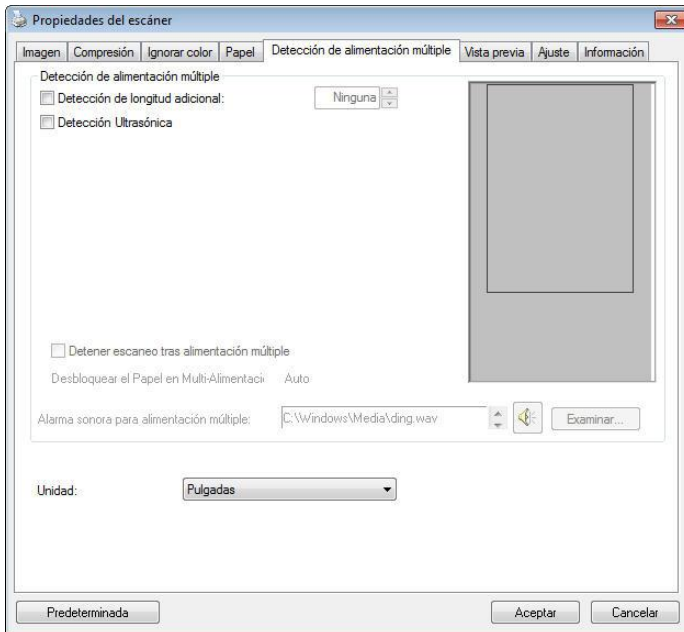 Propiedades del escáner
Imagen Compresión Ignorar color Papel Detección de alimentación múltiple Vista previa Ajuste Información
Detección de alimentación múltiple
Detección de longitud adicional: Ninguna
Detección Ultrasónica
Detener escaneo tras alimentación múltiple
Desbloquear el Papel en Multi-Alimentaci Auto
Alarma sonora para alimentación múltiple: C:\Windows\Media\ding.wav Examinar...
Unidad: Pulgadas
Predeterminada Aceptar Cancelar